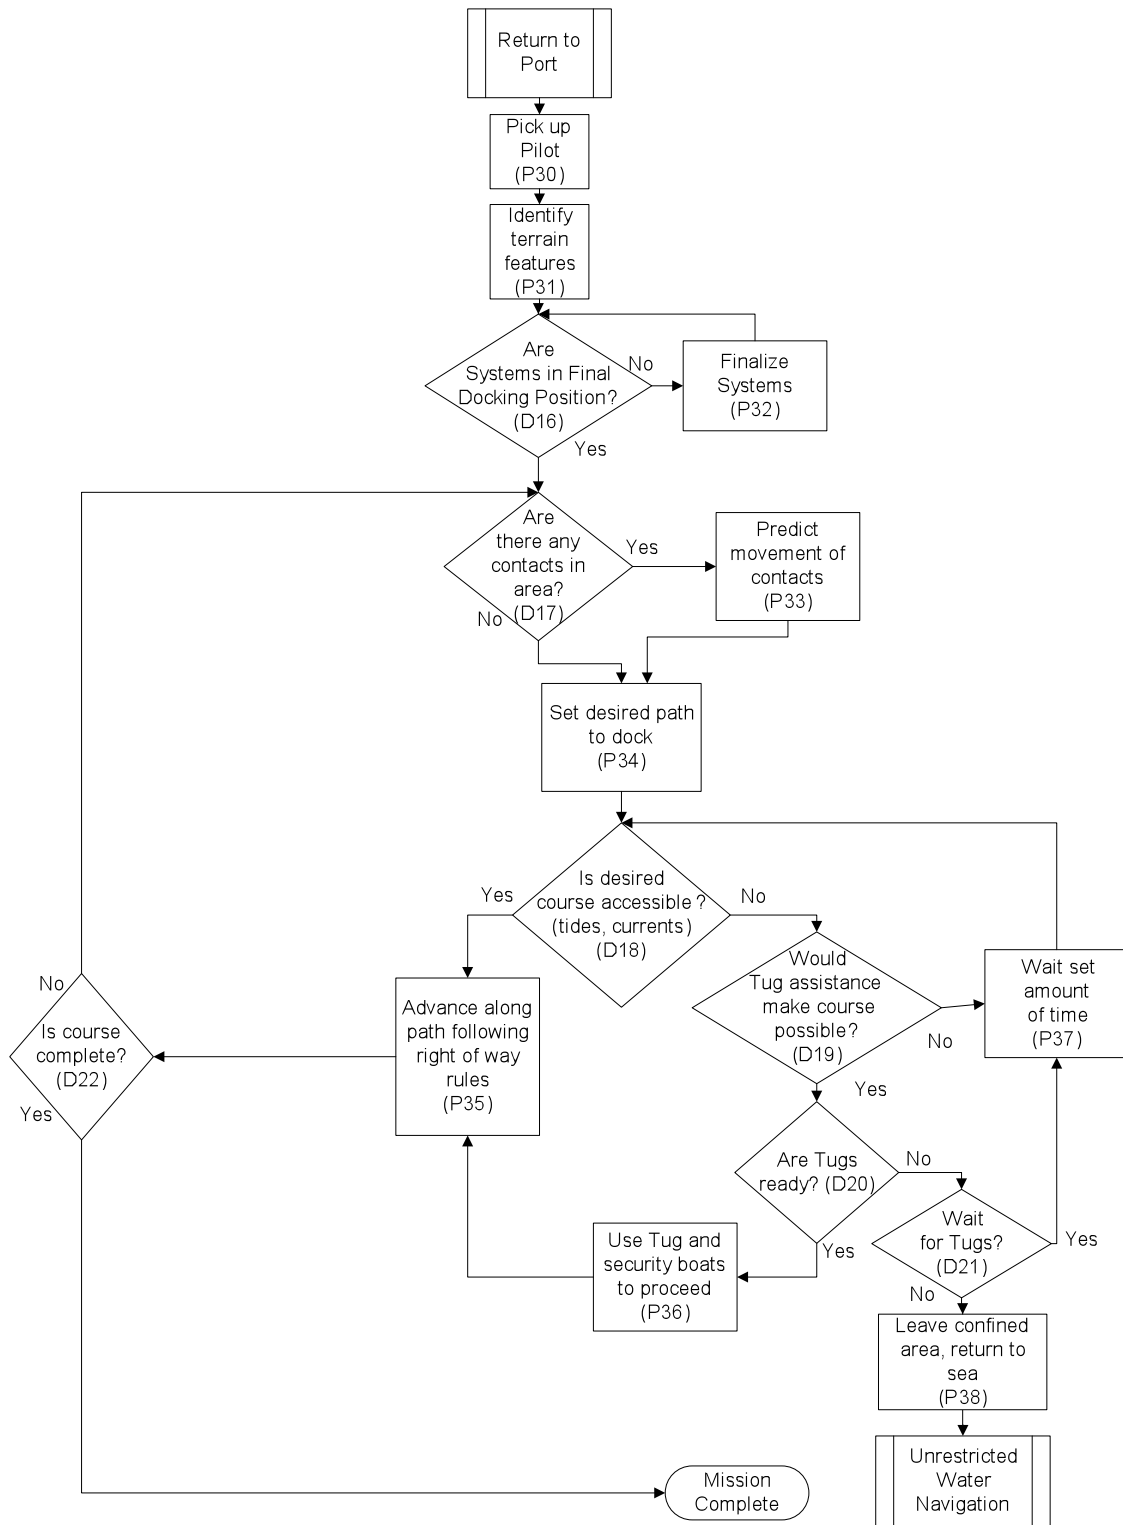 Return to
Port
Pick up
Pilot
(P30)
Identify
terrain
features
(P31)
Are
Systems in Final
Docking Position?
(D16)
No
Finalize
Systems
(P32)
Yes
Are
there any
contacts in
area?
(D17)
Yes
Predict
movement of
contacts
(P33)
No
Set desired path
to dock
(P34)
Is desired
course accessible ?
(tides, currents)
(D18)
Yes
No
Would
Tug assistance
make course
possible?
(D19)
No
Wait set
amount
of time
(P37)
Yes
Advance along
path following
right of way
rules
(P35)
No
Is course
complete?
(D22)
Yes
Are Tugs
ready? (D20)
No
Yes
Wait
for Tugs?
(D21)
Yes
No
Use Tug and
security boats
to proceed
(P36)
Leave confined
area, return to
sea
(P38)
Unrestricted
Water
Navigation
Mission
Complete